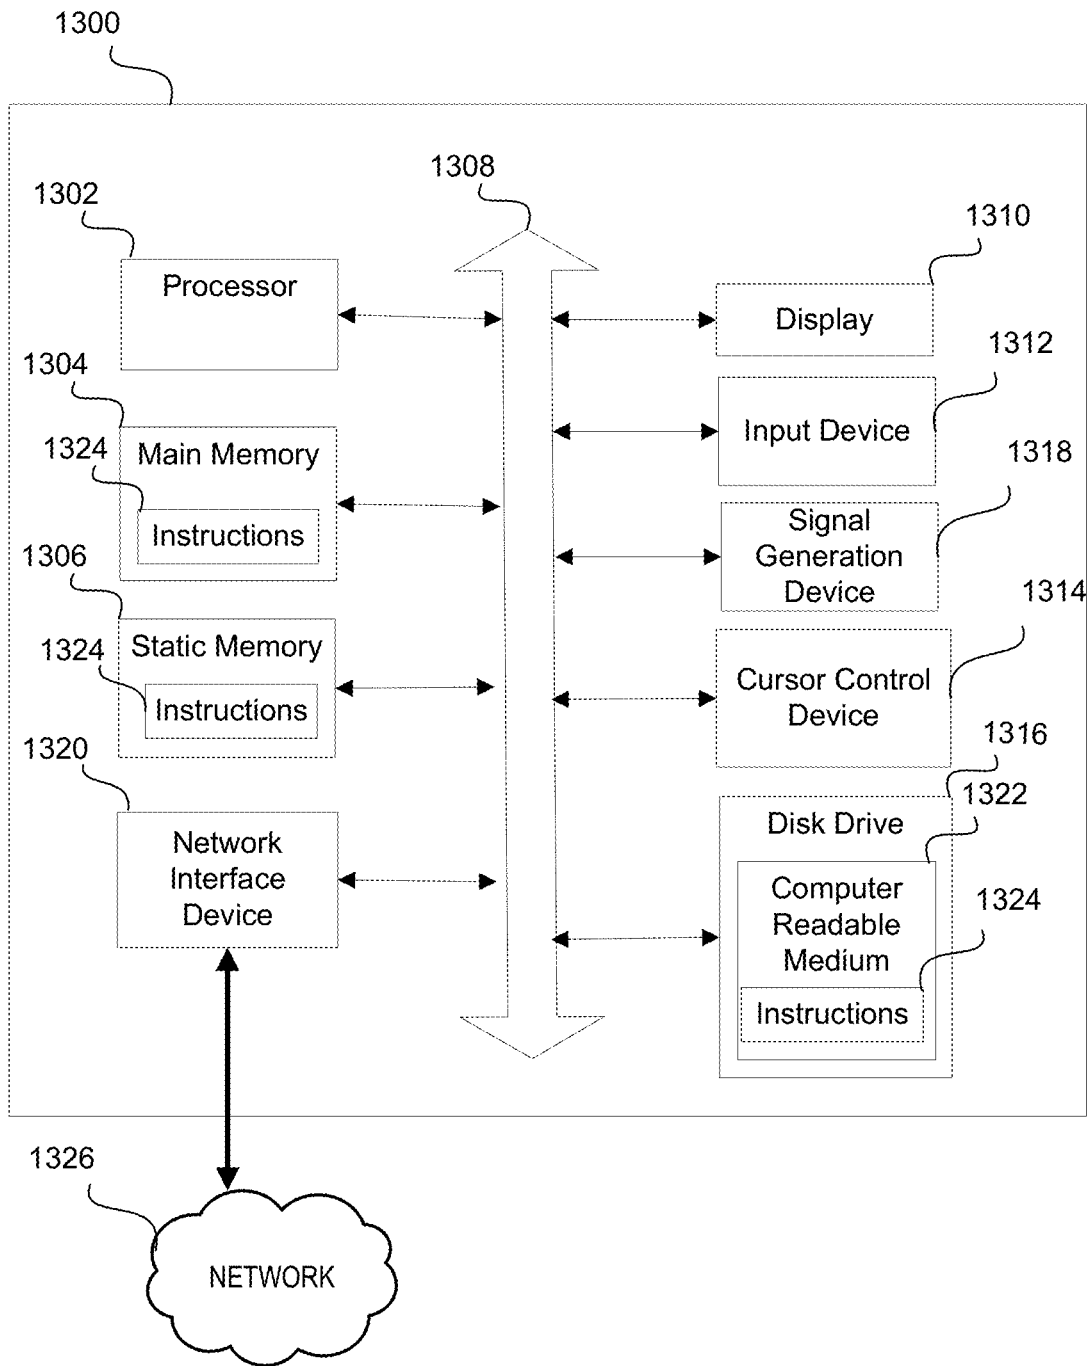 1300
1308
1302
Processor
1310
Display
1304
1324
Main Memory
Instructions
1312
Input Device
1318
Signal
Generation
Device
1306
1324
Static Memory
Instructions
1314
Cursor Control
Device
1320
Network
Interface
Device
1316
1322
Disk Drive
Computer
Readable
Medium
1324
Instructions
1326
NETWORK